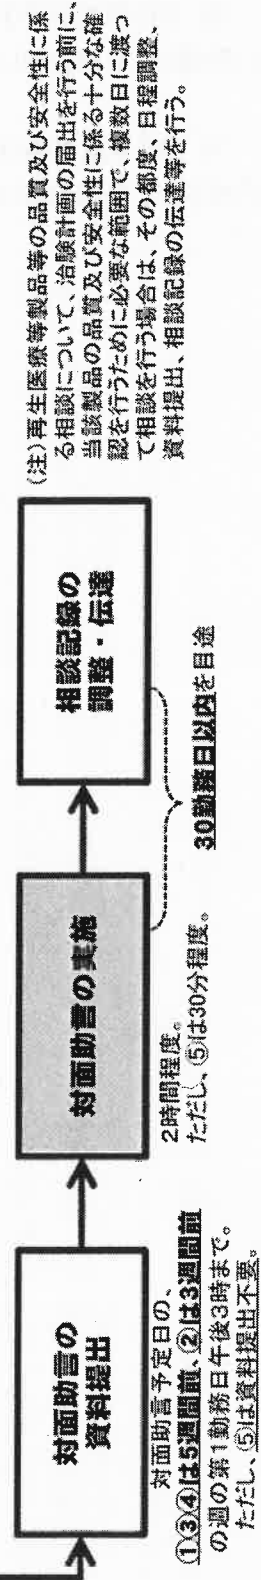 対面助言の
資料提出
対面助言予定日の、
①③④は5週間前、②は3週間前
の週の第1勤務日午後3時まで。
ただし、⑤は資料提出不要。
対面助言の実施
2時間程度。
ただし、⑤は30分程度。
相談記録の
調整・伝達
30勤務日以内を目途
(注)再生医療等製品等の品質及び安全性に係
る相談について、治験計画の届出を行う前に、
当該製品の品質及び安全性に係る十分な確
認を行うために必要な範囲で、複数日に渡っ
て相談を行う場合は、その都度、日程調整、
資料提出、相談記録の伝達等を行う。